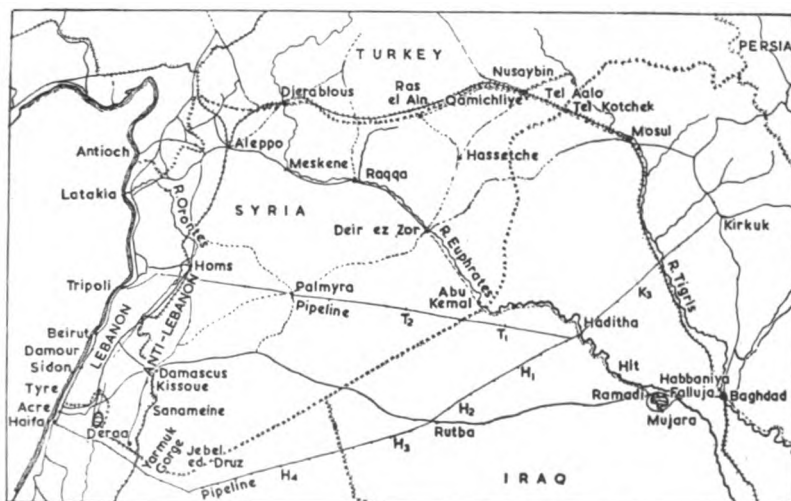 TURKEY
PERSIA
Nusaybin
Djerablous
Ras
el Ain
Qamichliye
Tel Aalo
Tel Kotchek
Mosul
Antioch
Aleppo
Meskene
Raqqa
Hassetche
Latakia
R. Orontes
SYRIA
Kirkuk
Deir ez Zor
R. Euphrates
Homs
Tripoli
Palmyra
Pipeline
Abu
Kemal
R. Tigris
K3
T2
T1
Haditha
LEBANON
ANTI-LEBANON
Beirut
Damour
Sidon
Tyre
Acre
Haifa
Damascus
Kissoue
Sanameine
Deraa
Yarmuk
Gorge
Jebel
ed-Druz
Hit
H1
Habbaniya
Ramadi
Falluja
Baghdad
Mujara
H2
Rutba
H3
H4
Pipeline
IRAQ